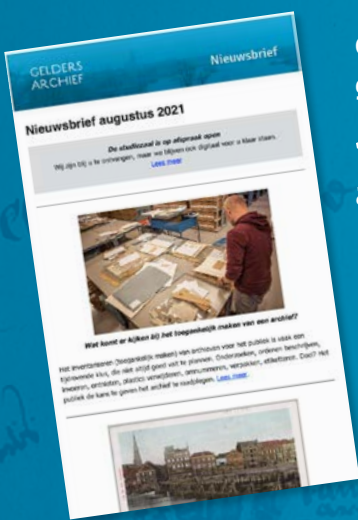 GELDERS
ARCHIEF
Nieuwsbrief
Nieuwsbrief augustus 2021
De studiezaal is op afspraak open
Wij zijn blij u te ontvangen, maar we blijven ook digitaal voor u klaar staan.
Lees meer
Wat komt er kijken bij het toegankelijk maken van een archief?
Het inventariseren (toegankelijk maken) van archieven voor het publiek is vaak een
tijdrovende klus, die niet altijd goed valt te plannen. Onderzoeken, ordenen beschrijven,
invoeren, ontnieten, plastics verwijderen, omnummeren, verpakken, etiketteren. Doel? Het
publiek de kans te geven het archief te raadplegen. Lees meer.